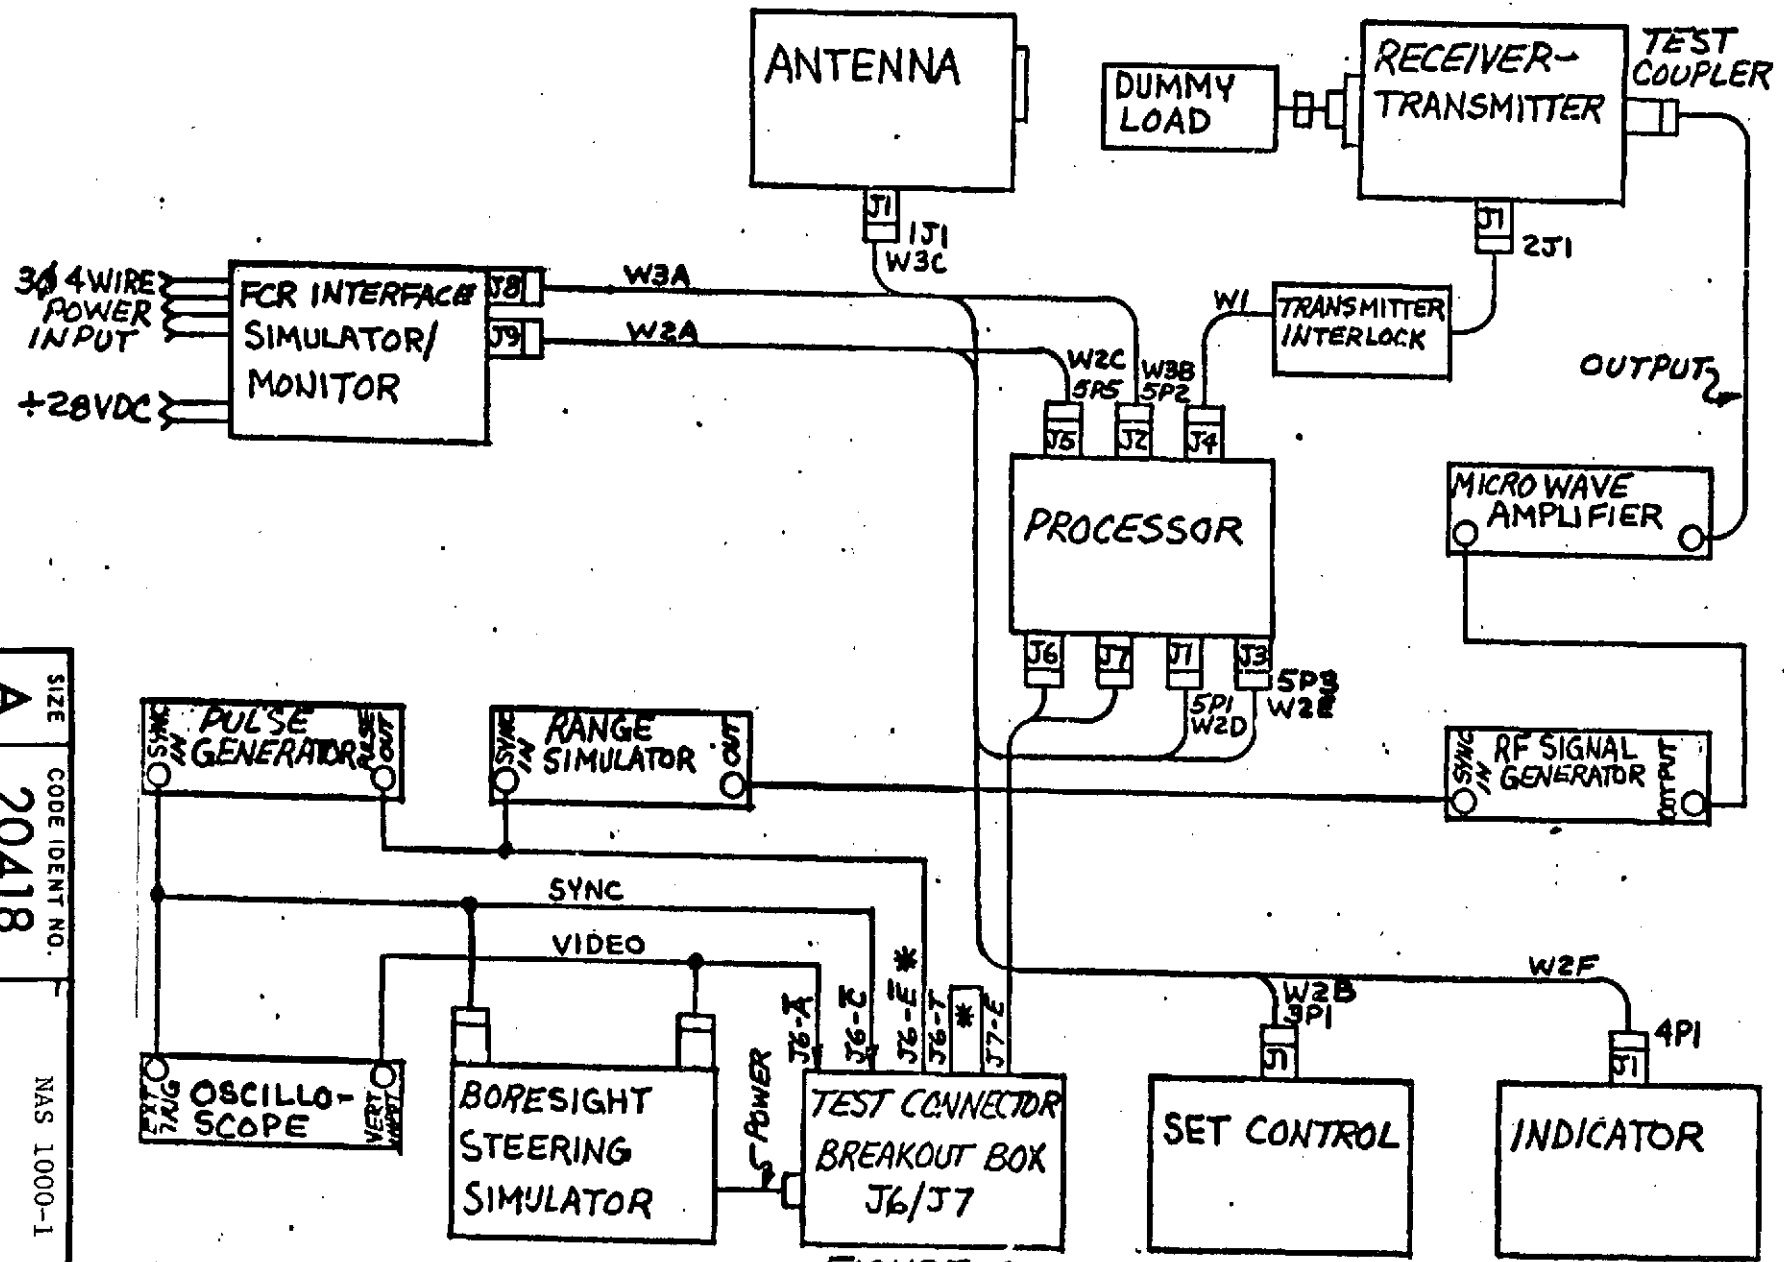 ANTENNA
J1
1J1
W3C
DUMMY
LOAD
RECEIVER-
TRANSMITTER
TEST
COUPLER
J1
2J1
3ϕ 4 WIRE
POWER
INPUT
+28VDC
FCR INTERFACE
SIMULATOR/
MONITOR
J8
J9
W3A
W2A
W1
TRANSMITTER
INTERLOCK
OUTPUT
W2C
5P5
W3B
5P2
J5
J2
J4
PROCESSOR
J6
J7
J1
J3
5P1
W2D
5P3
W2E
MICROWAVE
AMPLIFIER
SYNC
IN
PULSE
GENERATOR
PULSE
OUT
SYNC
IN
RANGE
SIMULATOR
OUT
SYNC
IN
RF SIGNAL
GENERATOR
OUTPUT
SYNC
VIDEO
J6-A̅
J6-C̅
J6-E̅ *
J6-T
*
J7-E
W2F
W2B
3P1
J1
4P1
J1
EXT
TRIG
OSCILLO-
SCOPE
VERT
INPUT
BORESIGHT
STEERING
SIMULATOR
POWER
TEST CONNECTOR
BREAKOUT BOX
J6/J7
SET CONTROL
INDICATOR
SIZE
A
CODE IDENT NO.
20418
NAS 1000-1